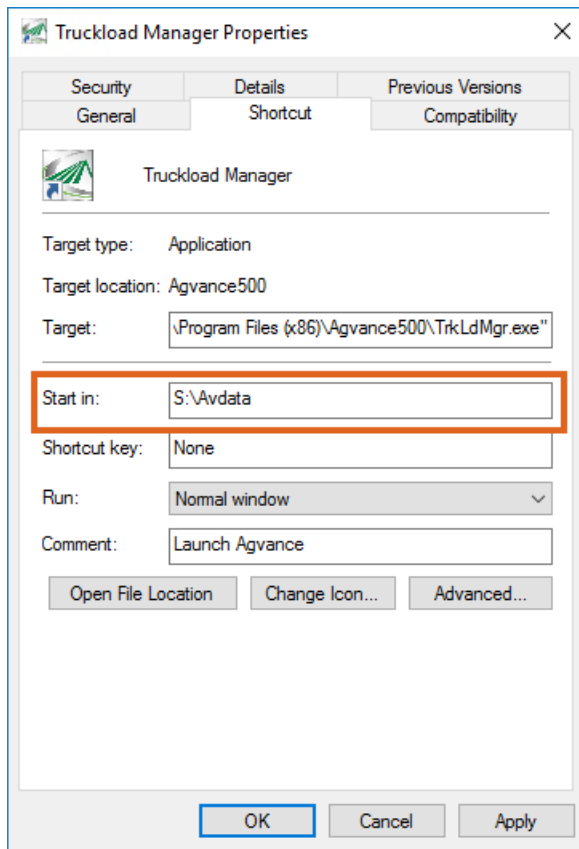 Truckload Manager Properties
Security Details Previous Versions
General Shortcut Compatibility
Truckload Manager
Target type: Application
Target location: Agvance500
Target: \Program Files (x86)\Agvance500\TrkLdMgr.exe"
Start in: S:\Avdata
Shortcut key: None
Run: Normal window
Comment: Launch Agvance
Open File Location Change Icon... Advanced...
OK Cancel Apply